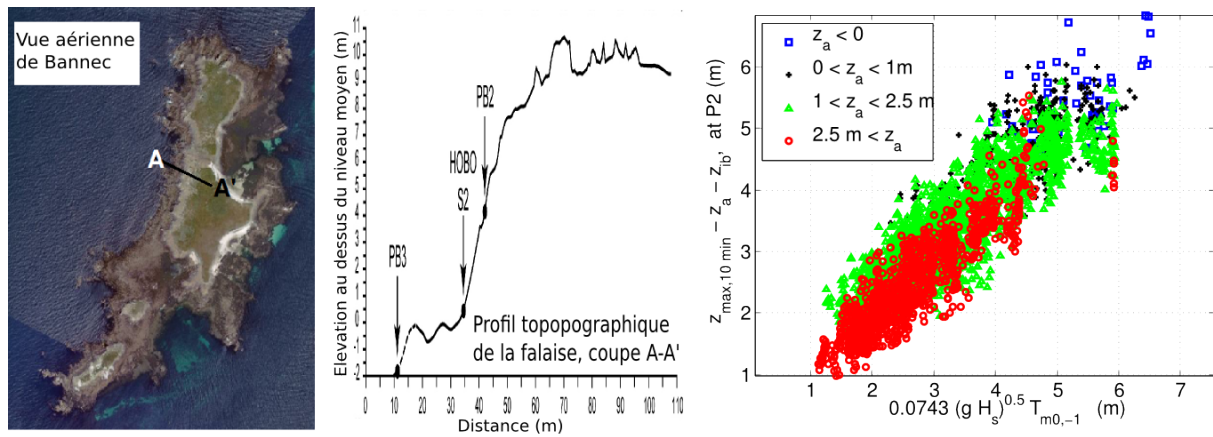 Vue aérienne
de Bannec
A
A'
Elevation au dessus du niveau moyen (m)
11
10
9
8
7
6
5
4
3
2
1
0
-1
-2
PB3
S2
HOBO
PB2
Profil topopographique
de la falaise, coupe A-A'
0 10 20 30 40 50 60 70 80 90 100 110
Distance (m)
z_max,10 min − z_a − z_ib, at P2 (m)
z_a < 0
0 < z_a < 1m
1 < z_a < 2.5 m
2.5 m < z_a
6
5
4
3
2
1
1 2 3 4 5 6 7
0.0743 (g H_s)^0.5 T_m0,−1 (m)